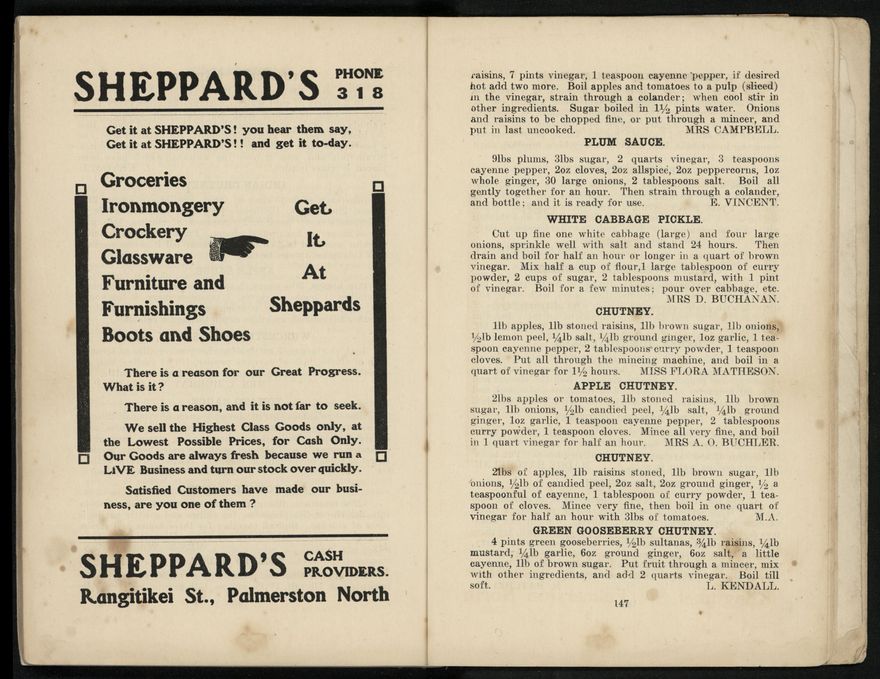 SHEPPARD'S PHONE 318
Get it at SHEPPARD'S! you hear them say,
Get it at SHEPPARD'S!! and get it to-day.
Groceries
Ironmongery
Crockery
Glassware
Furniture and
Furnishings
Boots and Shoes
Get
It
At
Sheppards
There is a reason for our Great Progress.
What is it?
There is a reason, and it is not far to seek.
We sell the Highest Class Goods only, at
the Lowest Possible Prices, for Cash Only.
Our Goods are always fresh because we run a
LIVE Business and turn our stock over quickly.
Satisfied Customers have made our busi-
ness, are you one of them?
SHEPPARD'S CASH PROVIDERS.
Rangitikei St., Palmerston North
raisins, 7 pints vinegar, 1 teaspoon cayenne pepper, if desired
hot add two more. Boil apples and tomatoes to a pulp (sliced)
in the vinegar, strain through a colander; when cool stir in
other ingredients. Sugar boiled in 1½ pints water. Onions
and raisins to be chopped fine, or put through a mincer, and
put in last uncooked. MRS CAMPBELL.
PLUM SAUCE.
9lbs plums, 3lbs sugar, 2 quarts vinegar, 3 teaspoons
cayenne pepper, 2oz cloves, 2oz allspice, 2oz peppercorns, 1oz
whole ginger, 30 large onions, 2 tablespoons salt. Boil all
gently together for an hour. Then strain through a colander,
and bottle; and it is ready for use. E. VINCENT.
WHITE CABBAGE PICKLE.
Cut up fine one white cabbage (large) and four large
onions, sprinkle well with salt and stand 24 hours. Then
drain and boil for half an hour or longer in a quart of brown
vinegar. Mix half a cup of flour,1 large tablespoon of curry
powder, 2 cups of sugar, 2 tablespoons mustard, with 1 pint
of vinegar. Boil for a few minutes; pour over cabbage, etc.
MRS D. BUCHANAN.
CHUTNEY.
1lb apples, 1lb stoned raisins, 1lb brown sugar, 1lb onions,
½lb lemon peel, ¼lb salt, ¼lb ground ginger, 1oz garlic, 1 tea-
spoon cayenne pepper, 2 tablespoons curry powder, 1 teaspoon
cloves. Put all through the mincing machine, and boil in a
quart of vinegar for 1½ hours. MISS FLORA MATHESON.
APPLE CHUTNEY.
2lbs apples or tomatoes, 1lb stoned raisins, 1lb brown
sugar, 1lb onions, ½lb candied peel, ¼lb salt, ¼lb ground
ginger, 1oz garlic, 1 teaspoon cayenne pepper, 2 tablespoons
curry powder, 1 teaspoon cloves. Mince all very fine, and boil
in 1 quart vinegar for half an hour. MRS A. O. BUCHLER.
CHUTNEY.
2lbs of apples, 1lb raisins stoned, 1lb brown sugar, 1lb
onions, ½lb of candied peel, 2oz salt, 2oz ground ginger, ½ a
teaspoonful of cayenne, 1 tablespoon of curry powder, 1 tea-
spoon of cloves. Mince very fine, then boil in one quart of
vinegar for half an hour with 3lbs of tomatoes. M.A.
GREEN GOOSEBERRY CHUTNEY.
4 pints green gooseberries, ½lb sultanas, ¾lb raisins, ¼lb
mustard, ¼lb garlic, 6oz ground ginger, 6oz salt, a little
cayenne, 1lb of brown sugar. Put fruit through a mincer, mix
with other ingredients, and add 2 quarts vinegar. Boil till
soft. L. KENDALL.
147